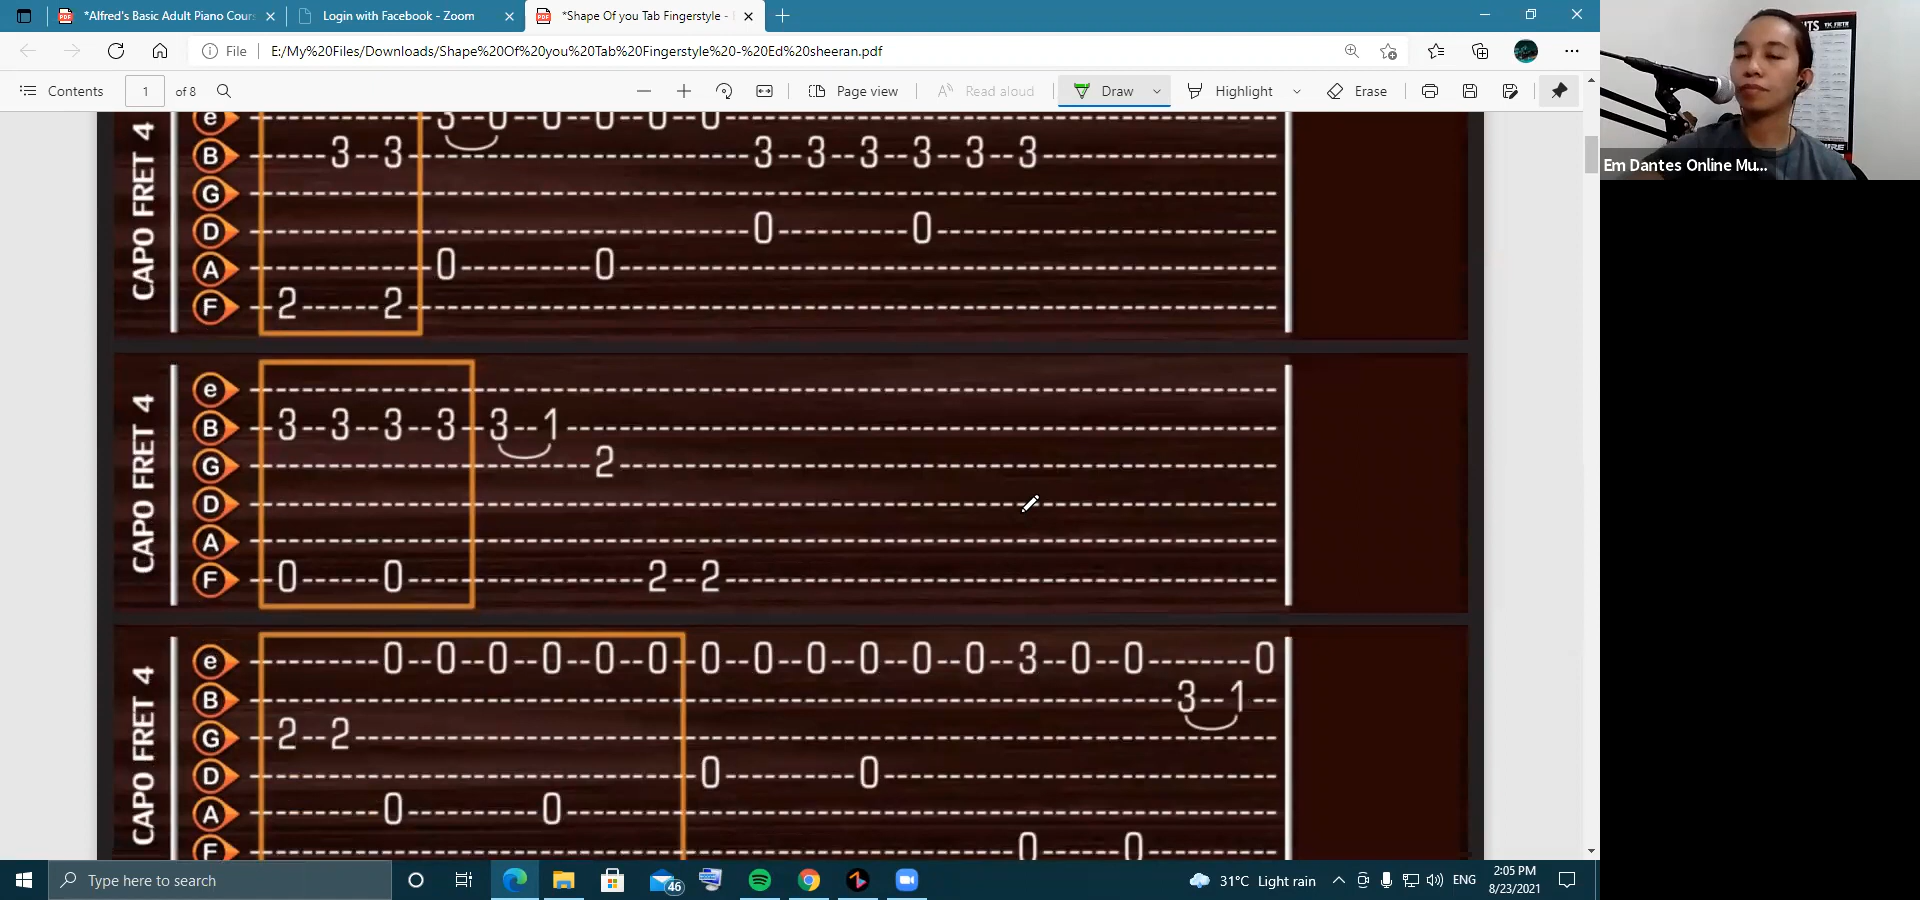 *Alfred's Basic Adult Piano Cour
Login with Facebook - Zoom
*Shape Of you Tab Fingerstyle -
File
E:/My%20Files/Downloads/Shape%20Of%20you%20Tab%20Fingerstyle%20-%20Ed%20sheeran.pdf
Contents
1
of 8
Page view
Read aloud
Draw
Highlight
Erase
Em Dantes Online Mu...
CAPO FRET 4
e 3--0--0--0--0--0
B 3--3 3--3--3--3--3--3
G
D 0 0
A 0 0
F 2 2
CAPO FRET 4
e
B 3--3--3--3--3--1
G 2
D
A
F 0 0 2--2
CAPO FRET 4
e 0--0--0--0--0--0--0--0--0--0--0--0--3--0--0 0
B 3--1
G 2--2
D 0 0
A 0 0
F 0 0
Type here to search
46
31°C Light rain
ENG
2:05 PM
8/23/2021